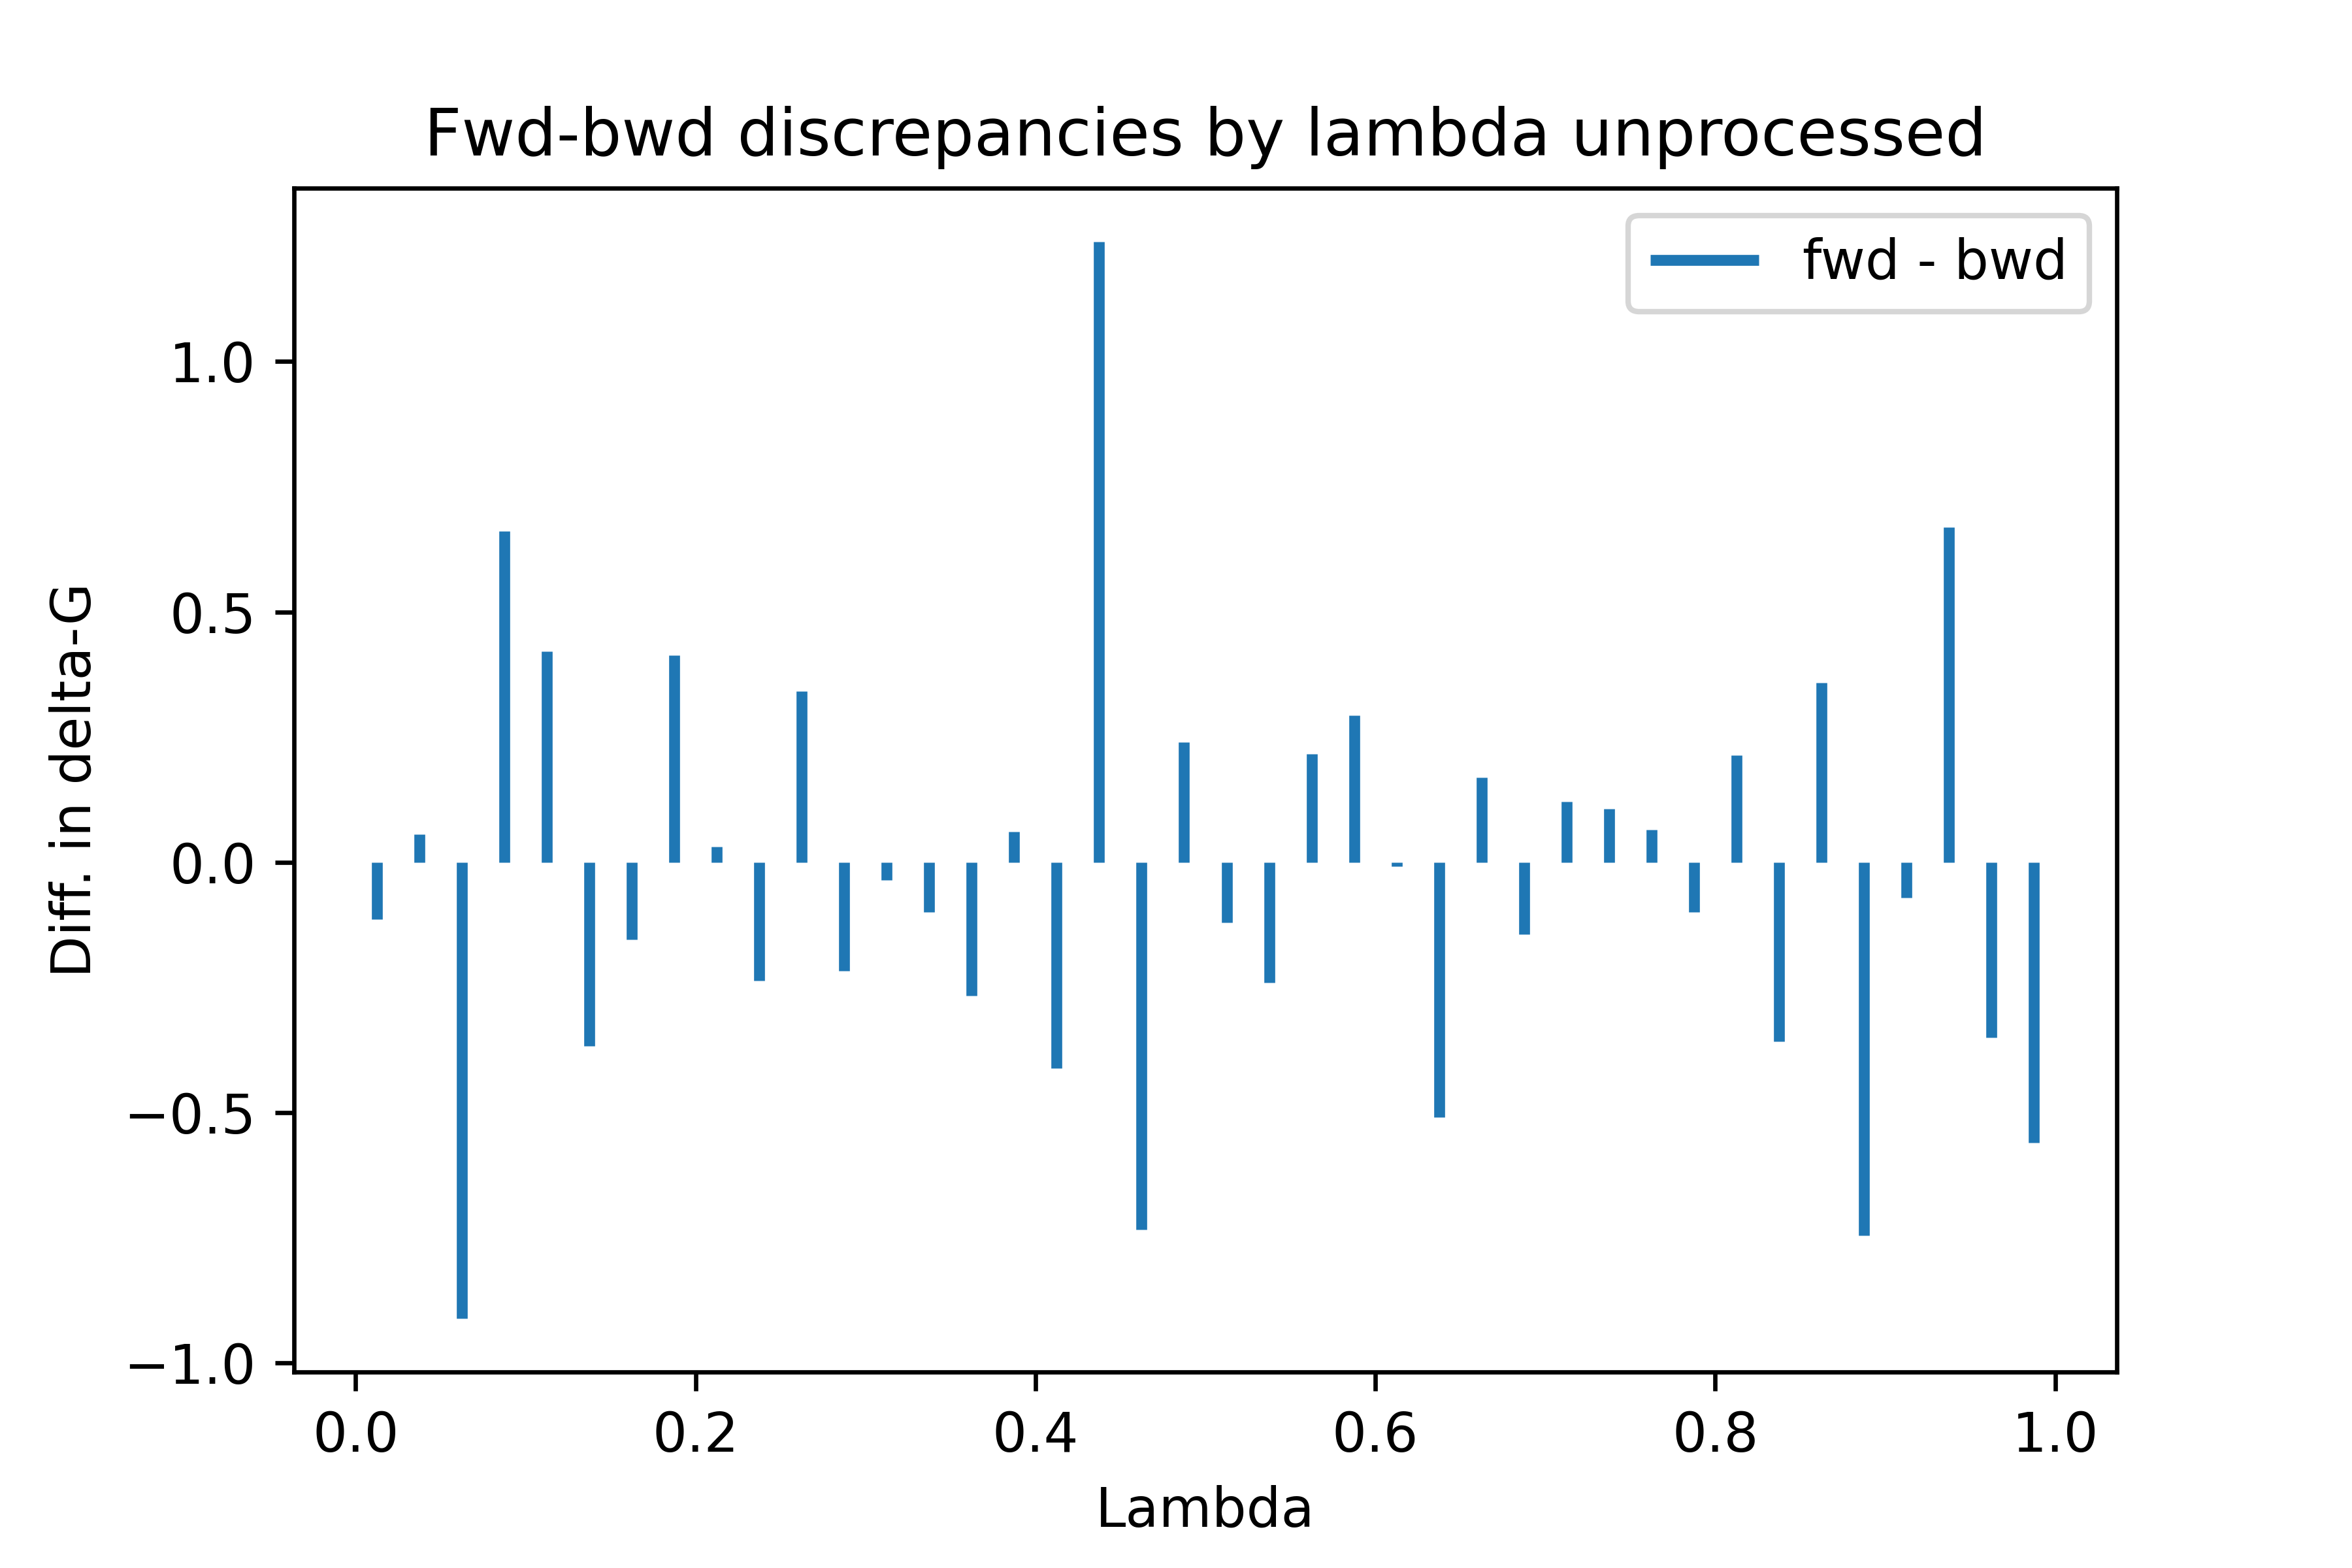 Fwd-bwd discrepancies by lambda unprocessed
fwd - bwd
1.0
0.5
0.0
−0.5
−1.0
Diff. in delta-G
0.0 0.2 0.4 0.6 0.8 1.0
Lambda